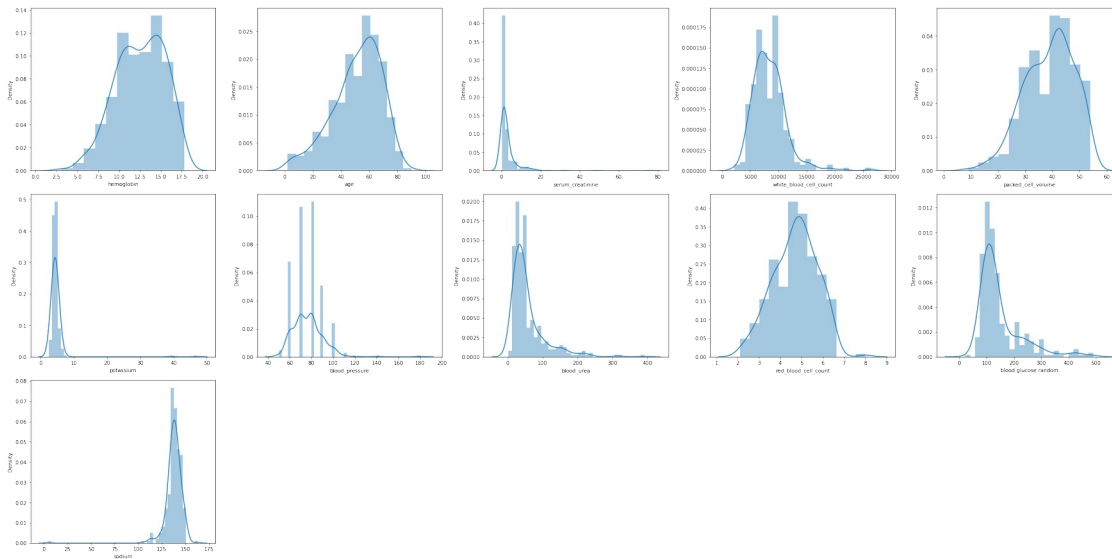 0.14
0.12
0.10
0.08
0.06
0.04
0.02
0.00
Density
0.0 2.5 5.0 7.5 10.0 12.5 15.0 17.5 20.0
hemoglobin
0.025
0.020
0.015
0.010
0.005
0.000
Density
0 20 40 60 80 100
age
0.40
0.35
0.30
0.25
0.20
0.15
0.10
0.05
0.00
Density
0 20 40 60 80
serum_creatinine
0.000175
0.000150
0.000125
0.000100
0.000075
0.000050
0.000025
0.000000
Density
0 5000 10000 15000 20000 25000 30000
white_blood_cell_count
0.04
0.03
0.02
0.01
0.00
Density
10 20 30 40 50 60
packed_cell_volume
0.5
0.4
0.3
0.2
0.1
0.0
Density
0 10 20 30 40 50
potassium
0.10
0.08
0.06
0.04
0.02
0.00
Density
40 60 80 100 120 140 160 180 200
blood_pressure
0.0200
0.0175
0.0150
0.0125
0.0100
0.0075
0.0050
0.0025
0.0000
Density
0 100 200 300 400
blood_urea
0.40
0.35
0.30
0.25
0.20
0.15
0.10
0.05
0.00
Density
1 2 3 4 5 6 7 8 9
red_blood_cell_count
0.012
0.010
0.008
0.006
0.004
0.002
0.000
Density
0 100 200 300 400 500
blood glucose random
0.08
0.07
0.06
0.05
0.04
0.03
0.02
0.01
0.00
Density
0 25 50 75 100 125 150 175
sodium